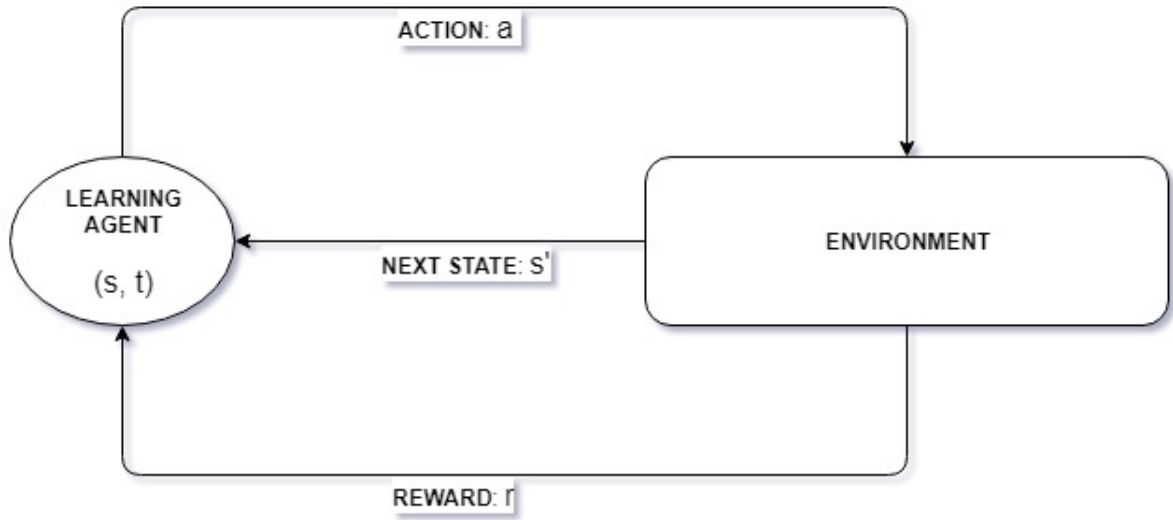 ACTION: a
LEARNING
AGENT
(s, t)
ENVIRONMENT
NEXT STATE: s'
REWARD: r